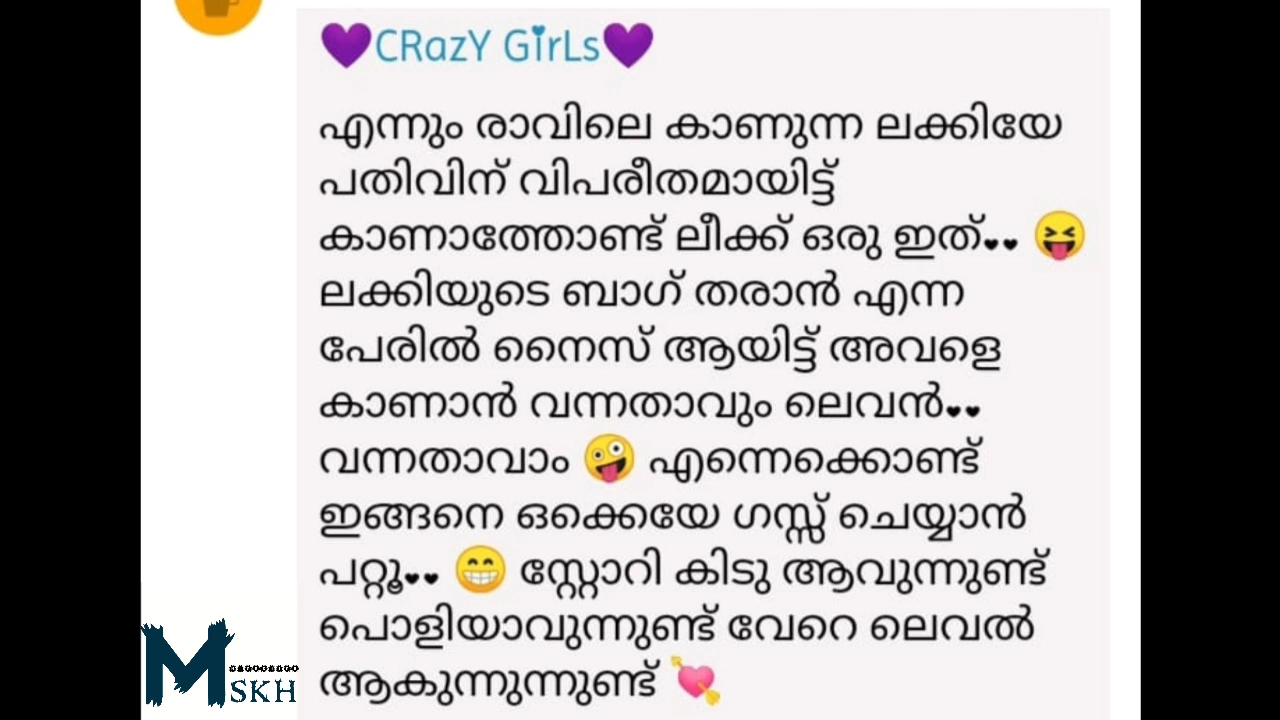 💜CRazY GirLs💜
എന്നും രാവിലെ കാണുന്ന ലക്കിയേ
പതിവിന് വിപരീതമായിട്ട്
കാണാത്തോണ്ട് ലീക്ക് ഒരു ഇത്.. 😝
ലക്കിയുടെ ബാഗ് തരാൻ എന്ന
പേരിൽ നൈസ് ആയിട്ട് അവളെ
കാണാൻ വന്നതാവും ലെവൻ..
വന്നതാവാം 🤪 എന്നെക്കൊണ്ട്
ഇങ്ങനെ ഒക്കെയേ ഗസ്സ് ചെയ്യാൻ
പറ്റൂ.. 😁 സ്റ്റോറി കിടു ആവുന്നുണ്ട്
പൊളിയാവുന്നുണ്ട് വേറെ ലെവൽ
ആകുന്നുന്നുണ്ട് 💘
M
SKH